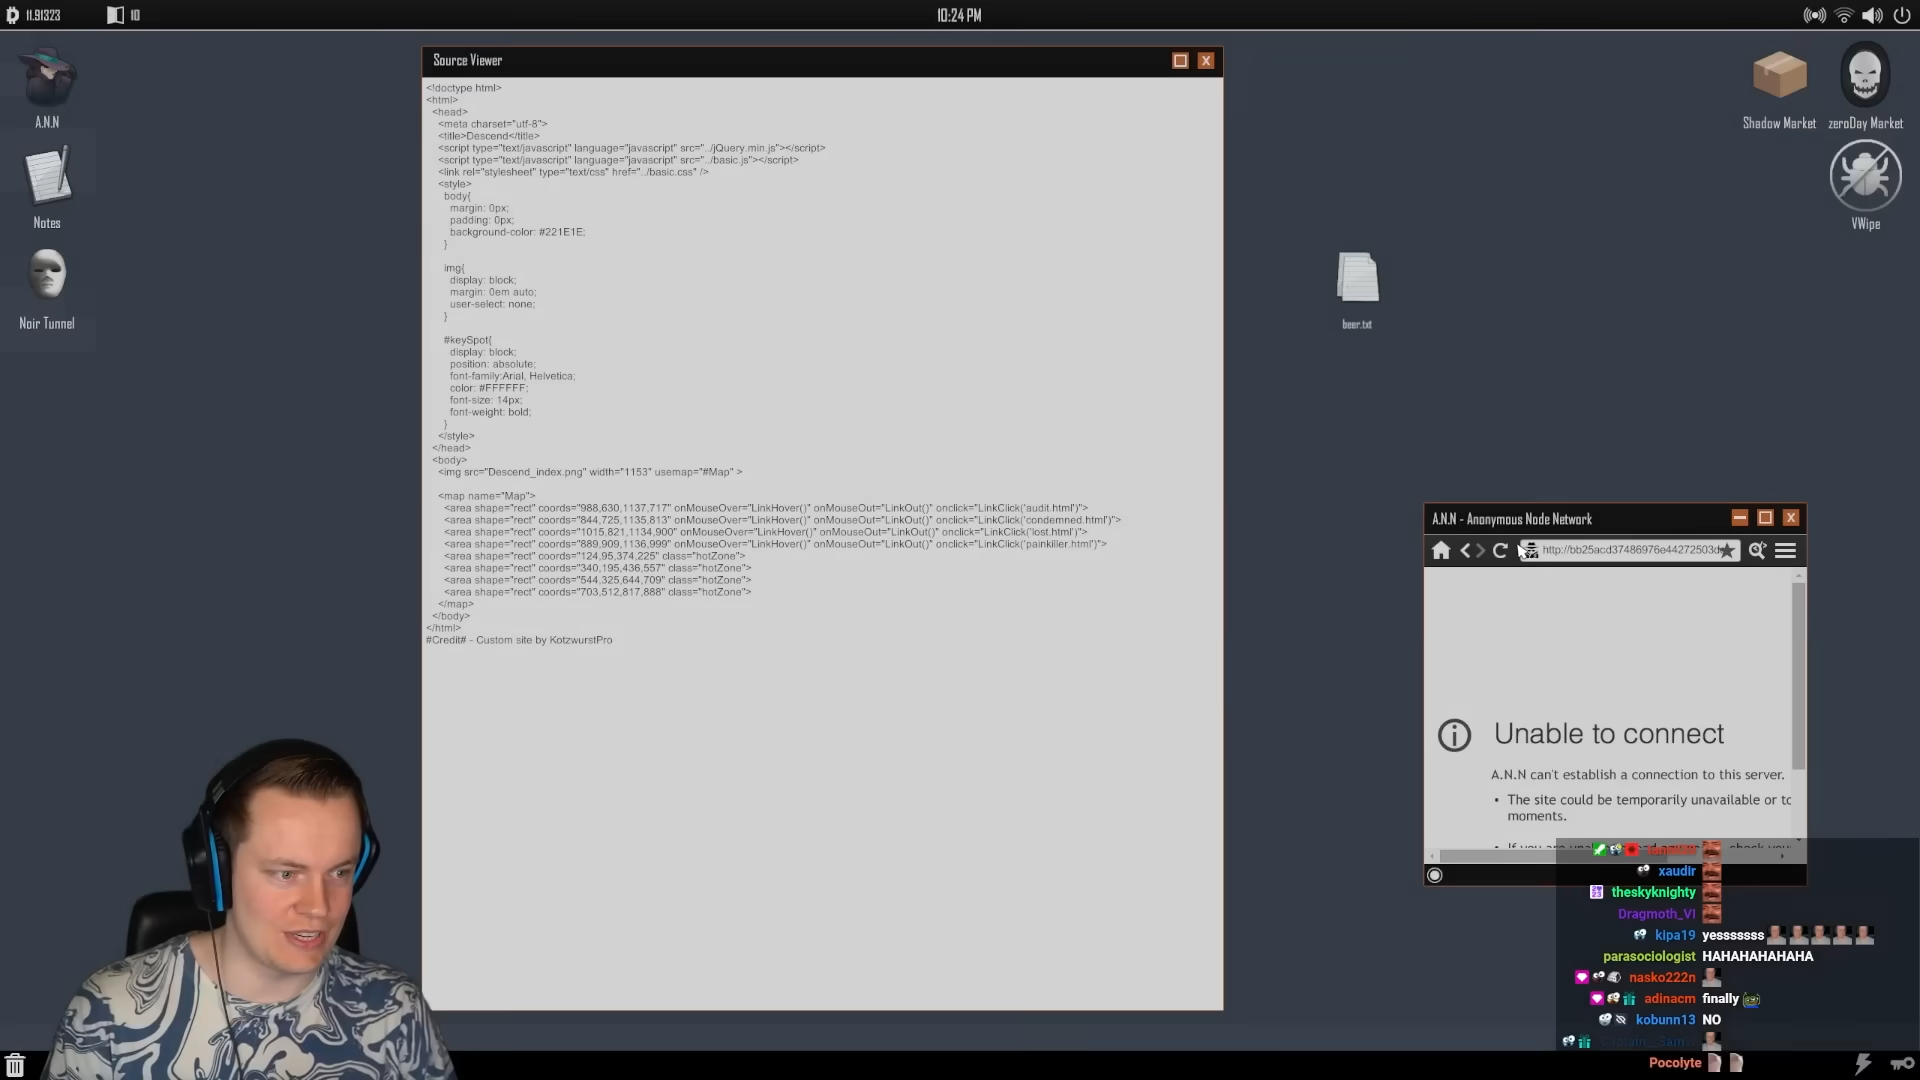 11.91323
10
10:24 PM
A.N.N
Notes
Noir Tunnel
Shadow Market
zeroDay Market
VWipe
beer.txt
Source Viewer
X
<!doctype html>
<html>
<head>
<meta charset="utf-8">
<title>Descend</title>
<script type="text/javascript" language="javascript" src="../jQuery.min.js"></script>
<script type="text/javascript" language="javascript" src="../basic.js"></script>
<link rel="stylesheet" type="text/css" href="../basic.css" />
<style>
body{
margin: 0px;
padding: 0px;
background-color: #221E1E;
}
img{
display: block;
margin: 0em auto;
user-select: none;
}
#keySpot{
display: block;
position: absolute;
font-family:Arial, Helvetica;
color: #FFFFFF;
font-size: 14px;
font-weight: bold;
}
</style>
</head>
<body>
<img src="Descend_index.png" width="1153" usemap="#Map" >
<map name="Map">
<area shape="rect" coords="988,630,1137,717" onMouseOver="LinkHover()" onMouseOut="LinkOut()" onclick="LinkClick('audit.html')">
<area shape="rect" coords="844,725,1135,813" onMouseOver="LinkHover()" onMouseOut="LinkOut()" onclick="LinkClick('condemned.html')">
<area shape="rect" coords="1015,821,1134,900" onMouseOver="LinkHover()" onMouseOut="LinkOut()" onclick="LinkClick('lost.html')">
<area shape="rect" coords="889,909,1136,999" onMouseOver="LinkHover()" onMouseOut="LinkOut()" onclick="LinkClick('painkiller.html')">
<area shape="rect" coords="124,95,374,225" class="hotZone">
<area shape="rect" coords="340,195,436,557" class="hotZone">
<area shape="rect" coords="544,325,644,709" class="hotZone">
<area shape="rect" coords="703,512,817,888" class="hotZone">
</map>
</body>
</html>
#Credit# - Custom site by KotzwurstPro
A.N.N - Anonymous Node Network
X
http://bb25acd37486976e44272503d
Unable to connect
A.N.N can't establish a connection to this server.
• The site could be temporarily unavailable or to
moments.
xaudir
theskyknighty
Dragmoth_VI
kipa19 yesssssss
parasociologist HAHAHAHAHAHA
nasko222n
adinacm finally
kobunn13 NO
Pocolyte